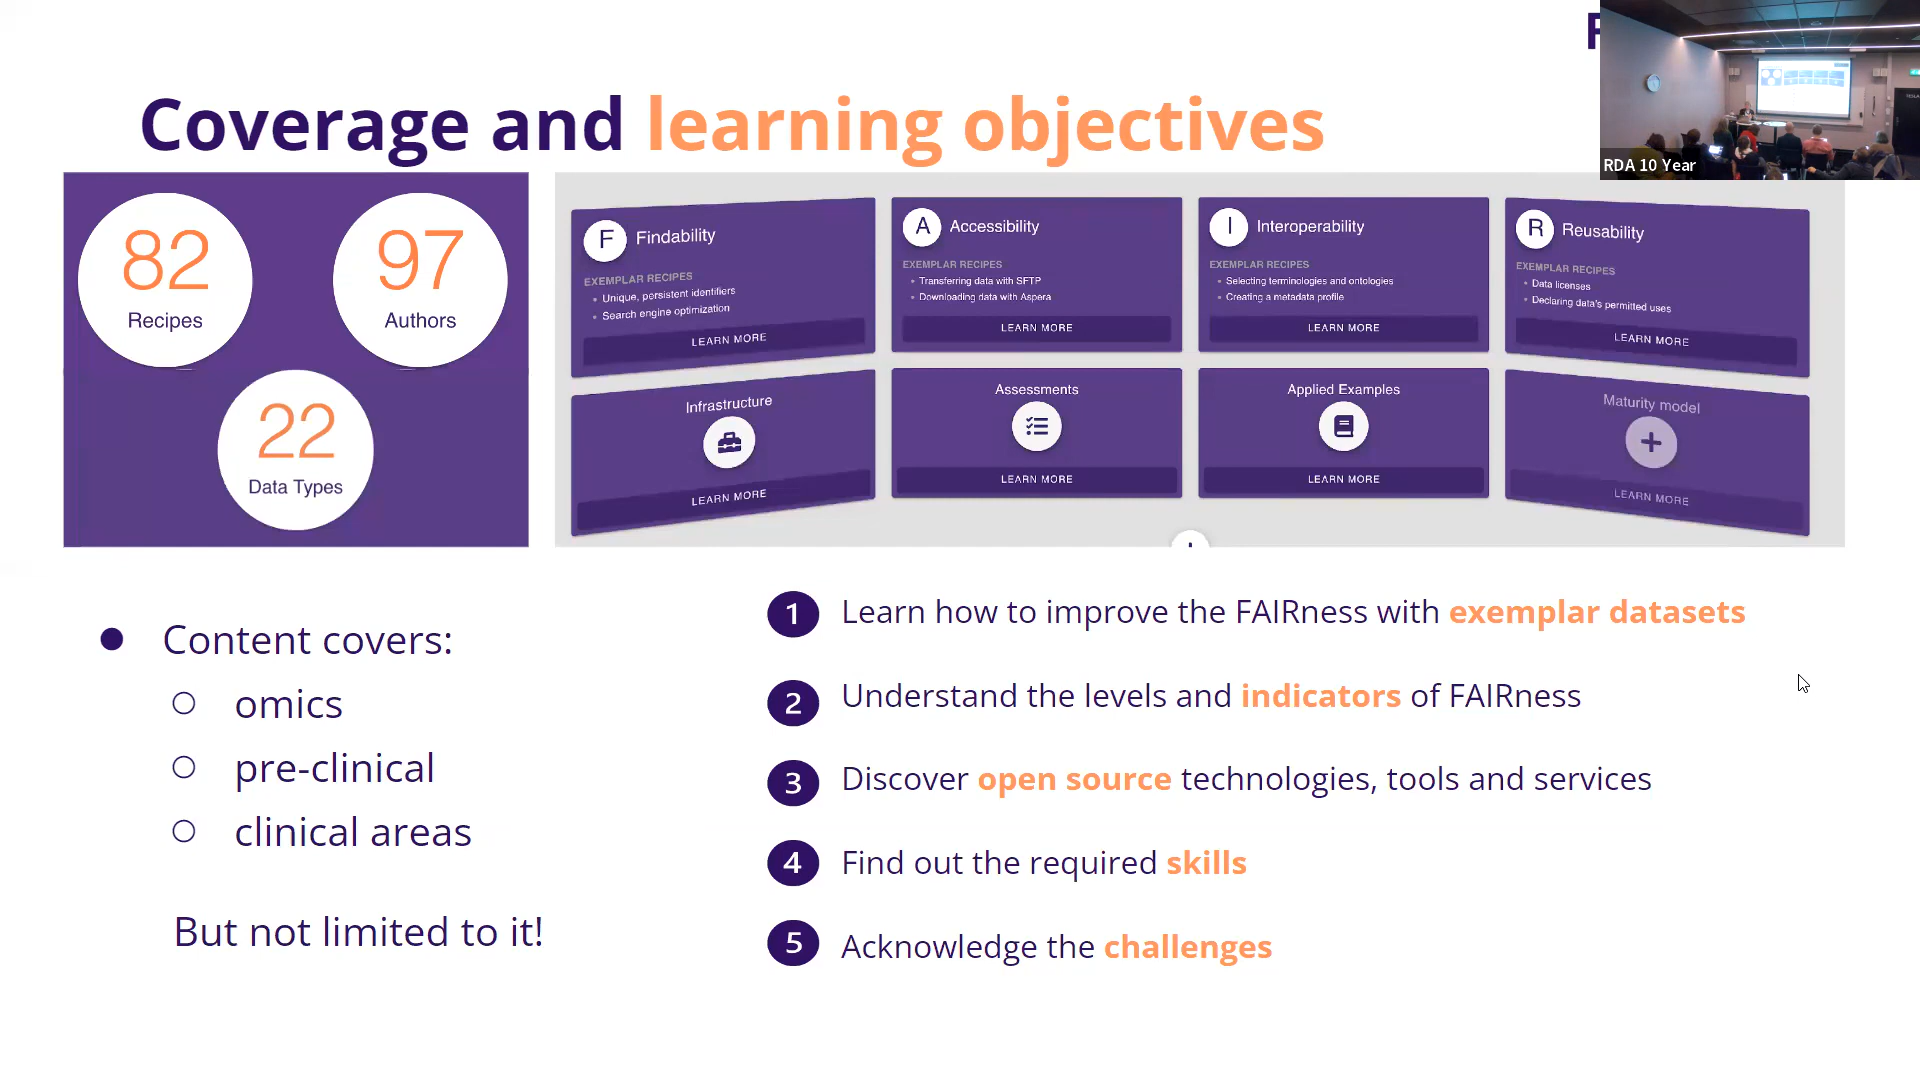 Coverage and learning objectives
RDA 10 Year
82
Recipes
97
Authors
22
Data Types
F Findability
EXEMPLAR RECIPES
• Unique, persistent identifiers
• Search engine optimization
LEARN MORE
A Accessibility
EXEMPLAR RECIPES
• Transferring data with SFTP
• Downloading data with Aspera
LEARN MORE
I Interoperability
EXEMPLAR RECIPES
• Selecting terminologies and ontologies
• Creating a metadata profile
LEARN MORE
R Reusability
EXEMPLAR RECIPES
• Data licenses
• Declaring data's permitted uses
LEARN MORE
Infrastructure
LEARN MORE
Assessments
LEARN MORE
Applied Examples
LEARN MORE
Maturity model
LEARN MORE
● Content covers:
○ omics
○ pre-clinical
○ clinical areas
But not limited to it!
1 Learn how to improve the FAIRness with exemplar datasets
2 Understand the levels and indicators of FAIRness
3 Discover open source technologies, tools and services
4 Find out the required skills
5 Acknowledge the challenges